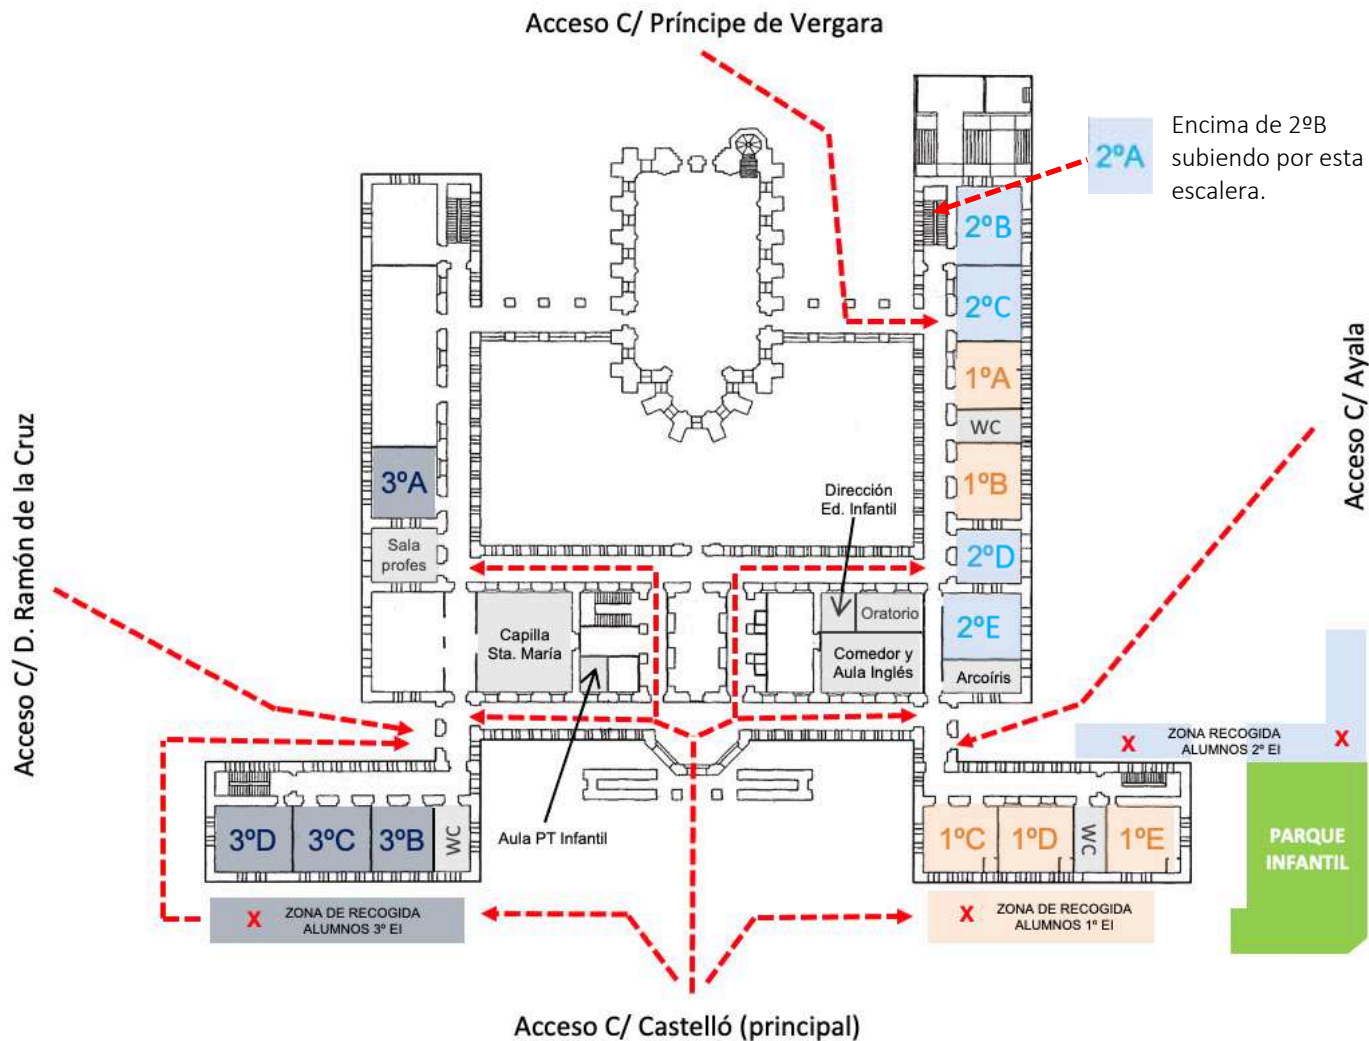 Acceso C/ Príncipe de Vergara
2ºA
Encima de 2ºB
subiendo por esta
escalera.
2ºB
2ºC
1ºA
WC
1ºB
2ºD
2ºE
Arcoíris
Acceso C/ Ayala
Acceso C/ D. Ramón de la Cruz
3ºA
Sala
profes
Capilla
Sta. María
Dirección
Ed. Infantil
Oratorio
Comedor y
Aula Inglés
Aula PT Infantil
ZONA RECOGIDA
ALUMNOS 2º EI
X
X
3ºD
3ºC
3ºB
WC
1ºC
1ºD
WC
1ºE
PARQUE
INFANTIL
X
ZONA DE RECOGIDA
ALUMNOS 3º EI
X
ZONA DE RECOGIDA
ALUMNOS 1º EI
Acceso C/ Castelló (principal)